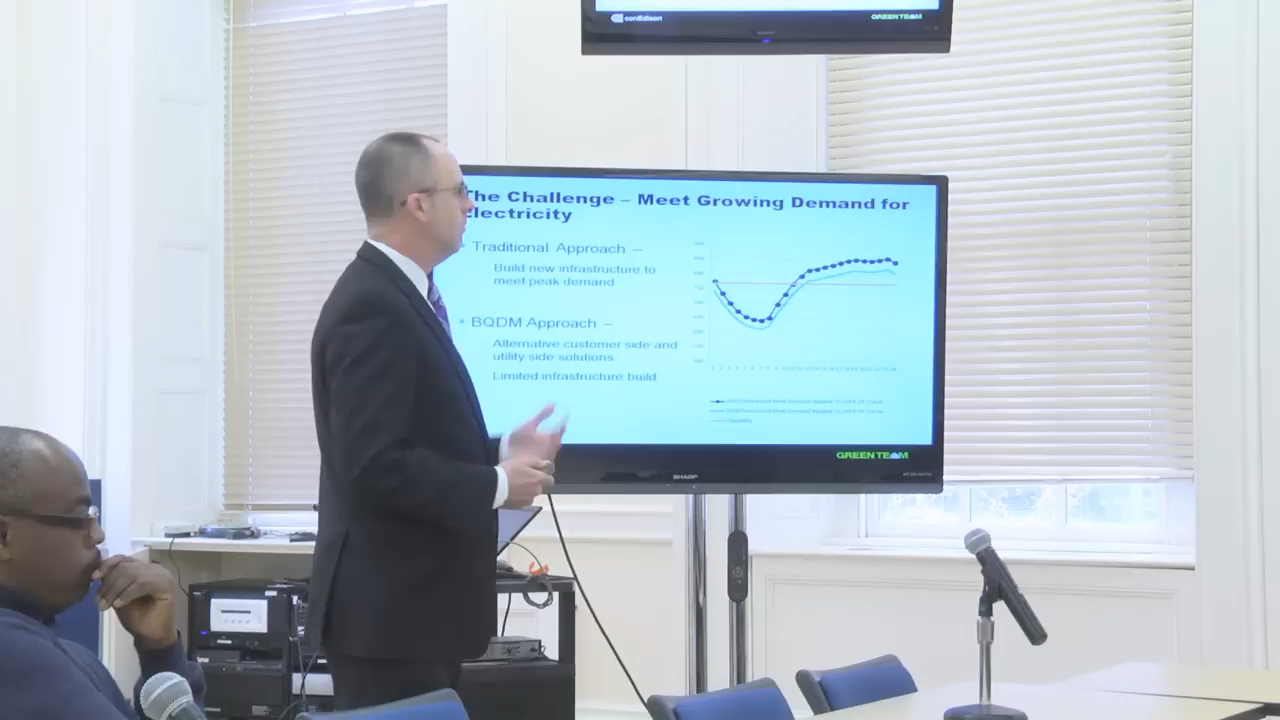 conEdison
GREEN TEAM
The Challenge – Meet Growing Demand for
Electricity
Traditional Approach –
Build new infrastructure to
meet peak demand
BQDM Approach –
Alternative customer side and
utility side solutions
Limited infrastructure build
GREEN TEAM
SHARP